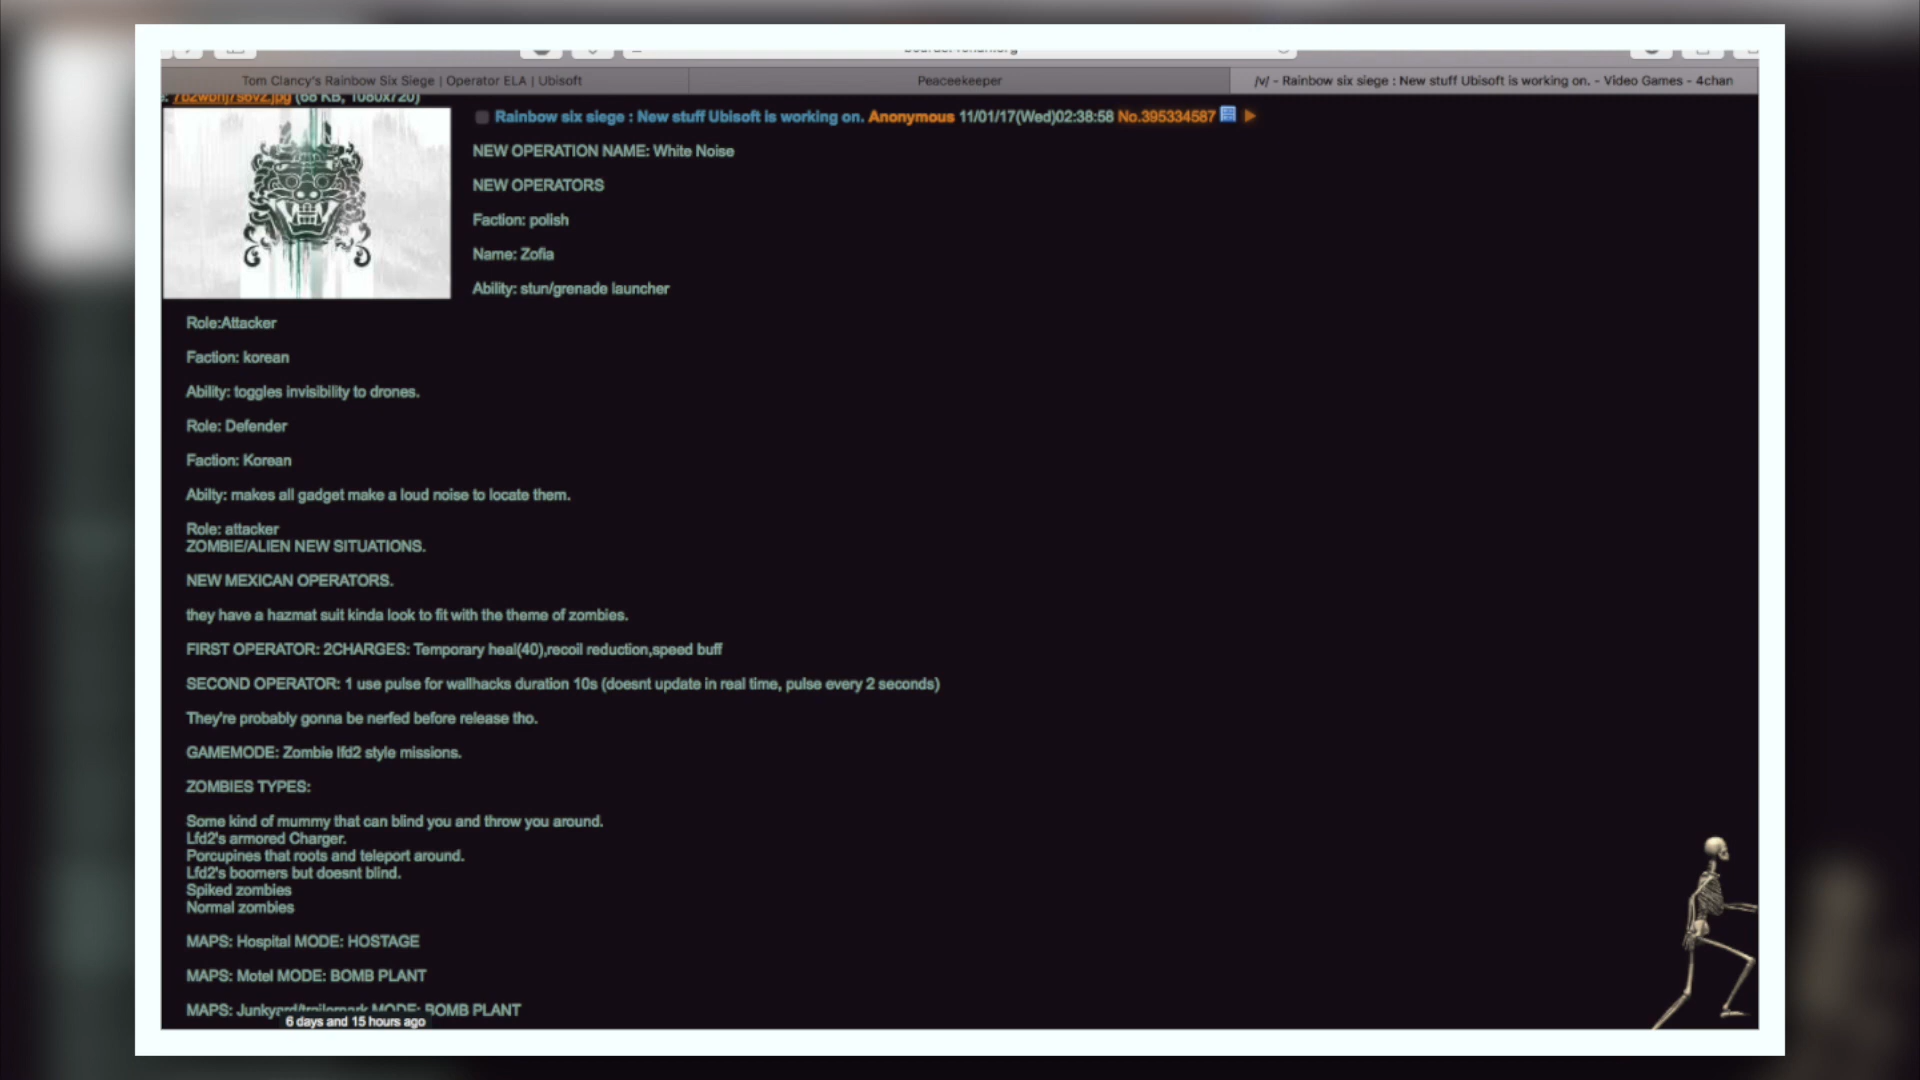 Tom Clancy's Rainbow Six Siege | Operator ELA | Ubisoft
Peaceekeeper
/v/ - Rainbow six siege : New stuff Ubisoft is working on. - Video Games - 4chan
(68 KB, 1080x720)
Rainbow six siege : New stuff Ubisoft is working on. Anonymous 11/01/17(Wed)02:38:58 No.395334587
NEW OPERATION NAME: White Noise
NEW OPERATORS
Faction: polish
Name: Zofia
Ability: stun/grenade launcher
Role:Attacker
Faction: korean
Ability: toggles invisibility to drones.
Role: Defender
Faction: Korean
Abilty: makes all gadget make a loud noise to locate them.
Role: attacker
ZOMBIE/ALIEN NEW SITUATIONS.
NEW MEXICAN OPERATORS.
they have a hazmat suit kinda look to fit with the theme of zombies.
FIRST OPERATOR: 2CHARGES: Temporary heal(40),recoil reduction,speed buff
SECOND OPERATOR: 1 use pulse for wallhacks duration 10s (doesnt update in real time, pulse every 2 seconds)
They're probably gonna be nerfed before release tho.
GAMEMODE: Zombie lfd2 style missions.
ZOMBIES TYPES:
Some kind of mummy that can blind you and throw you around.
Lfd2's armored Charger.
Porcupines that roots and teleport around.
Lfd2's boomers but doesnt blind.
Spiked zombies
Normal zombies
MAPS: Hospital MODE: HOSTAGE
MAPS: Motel MODE: BOMB PLANT
MAPS: Junkyard/trailerpark MODE: BOMB PLANT
6 days and 15 hours ago